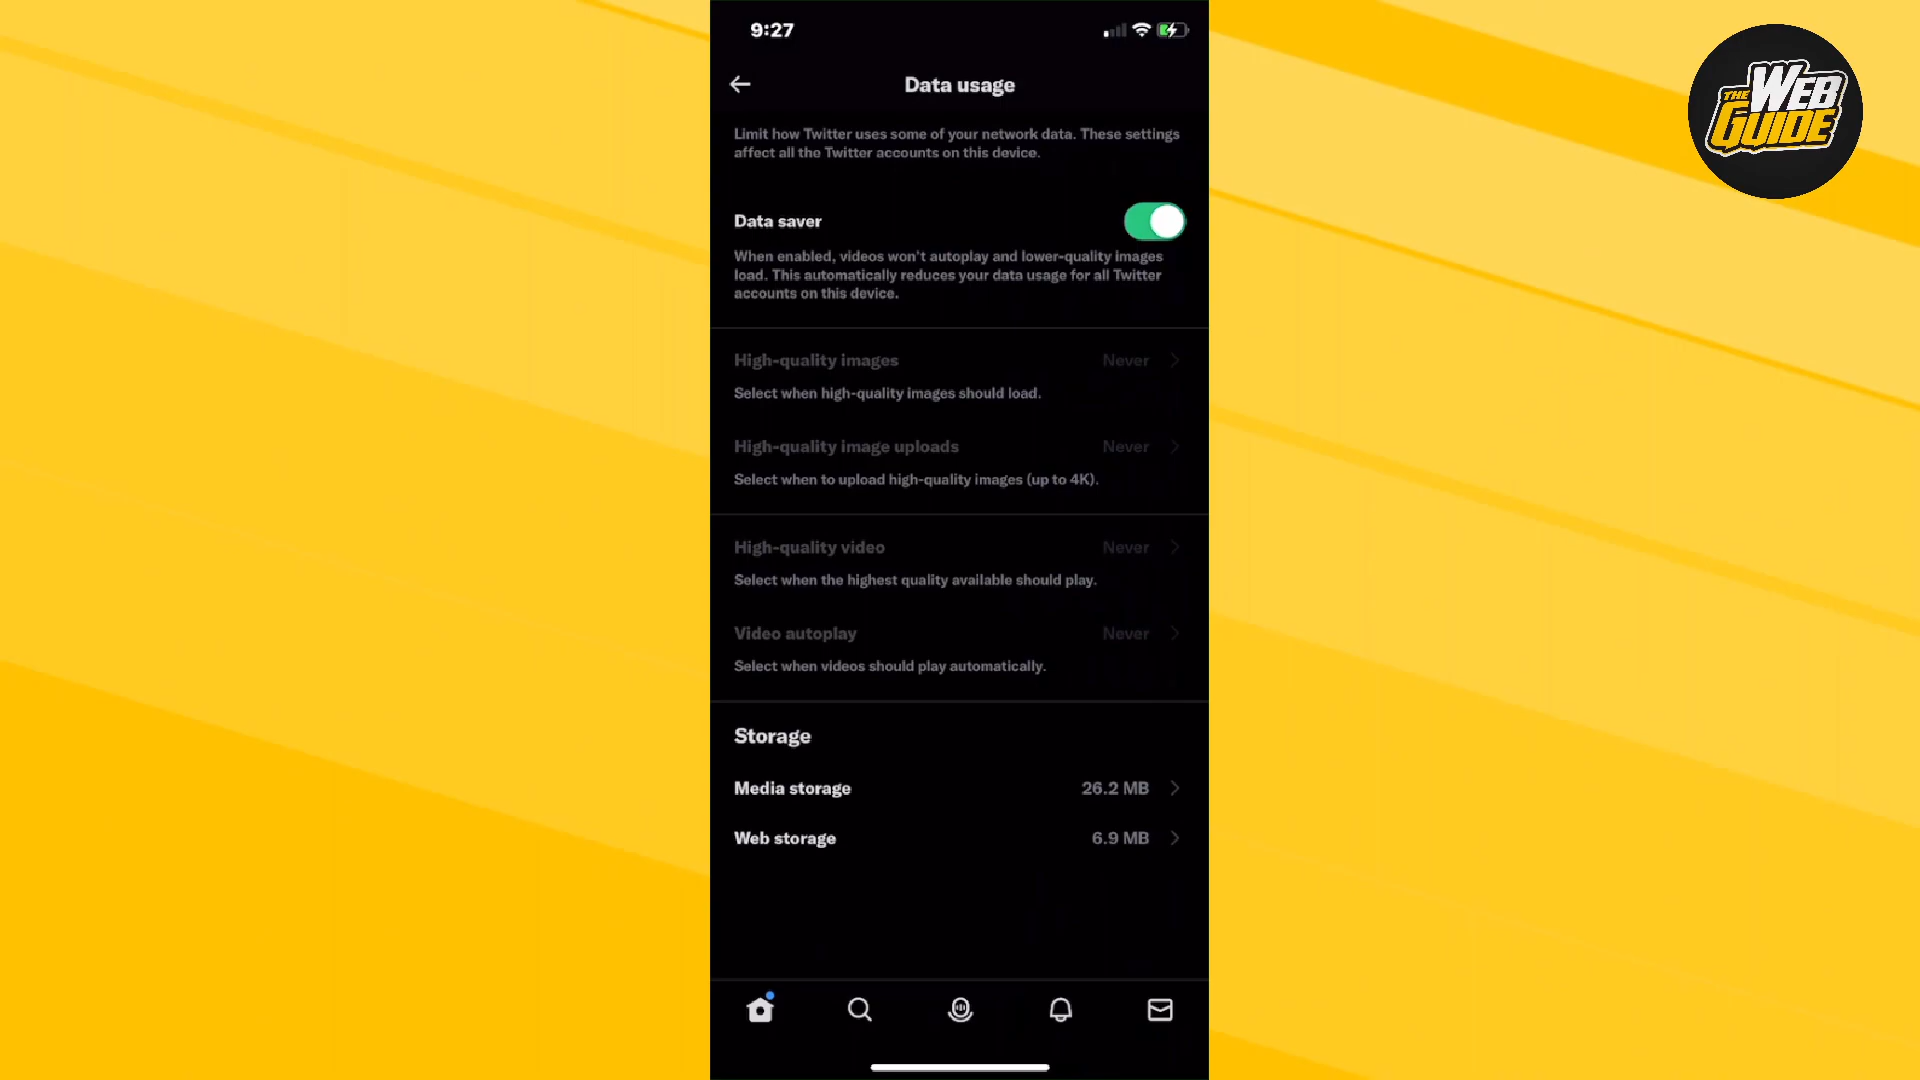 9:27
THE WEB GUIDE
Data usage
Limit how Twitter uses some of your network data. These settings
affect all the Twitter accounts on this device.
Data saver
When enabled, videos won't autoplay and lower-quality images
load. This automatically reduces your data usage for all Twitter
accounts on this device.
High-quality images Never
Select when high-quality images should load.
High-quality image uploads Never
Select when to upload high-quality images (up to 4K).
High-quality video Never
Select when the highest quality available should play.
Video autoplay Never
Select when videos should play automatically.
Storage
Media storage 26.2 MB
Web storage 6.9 MB